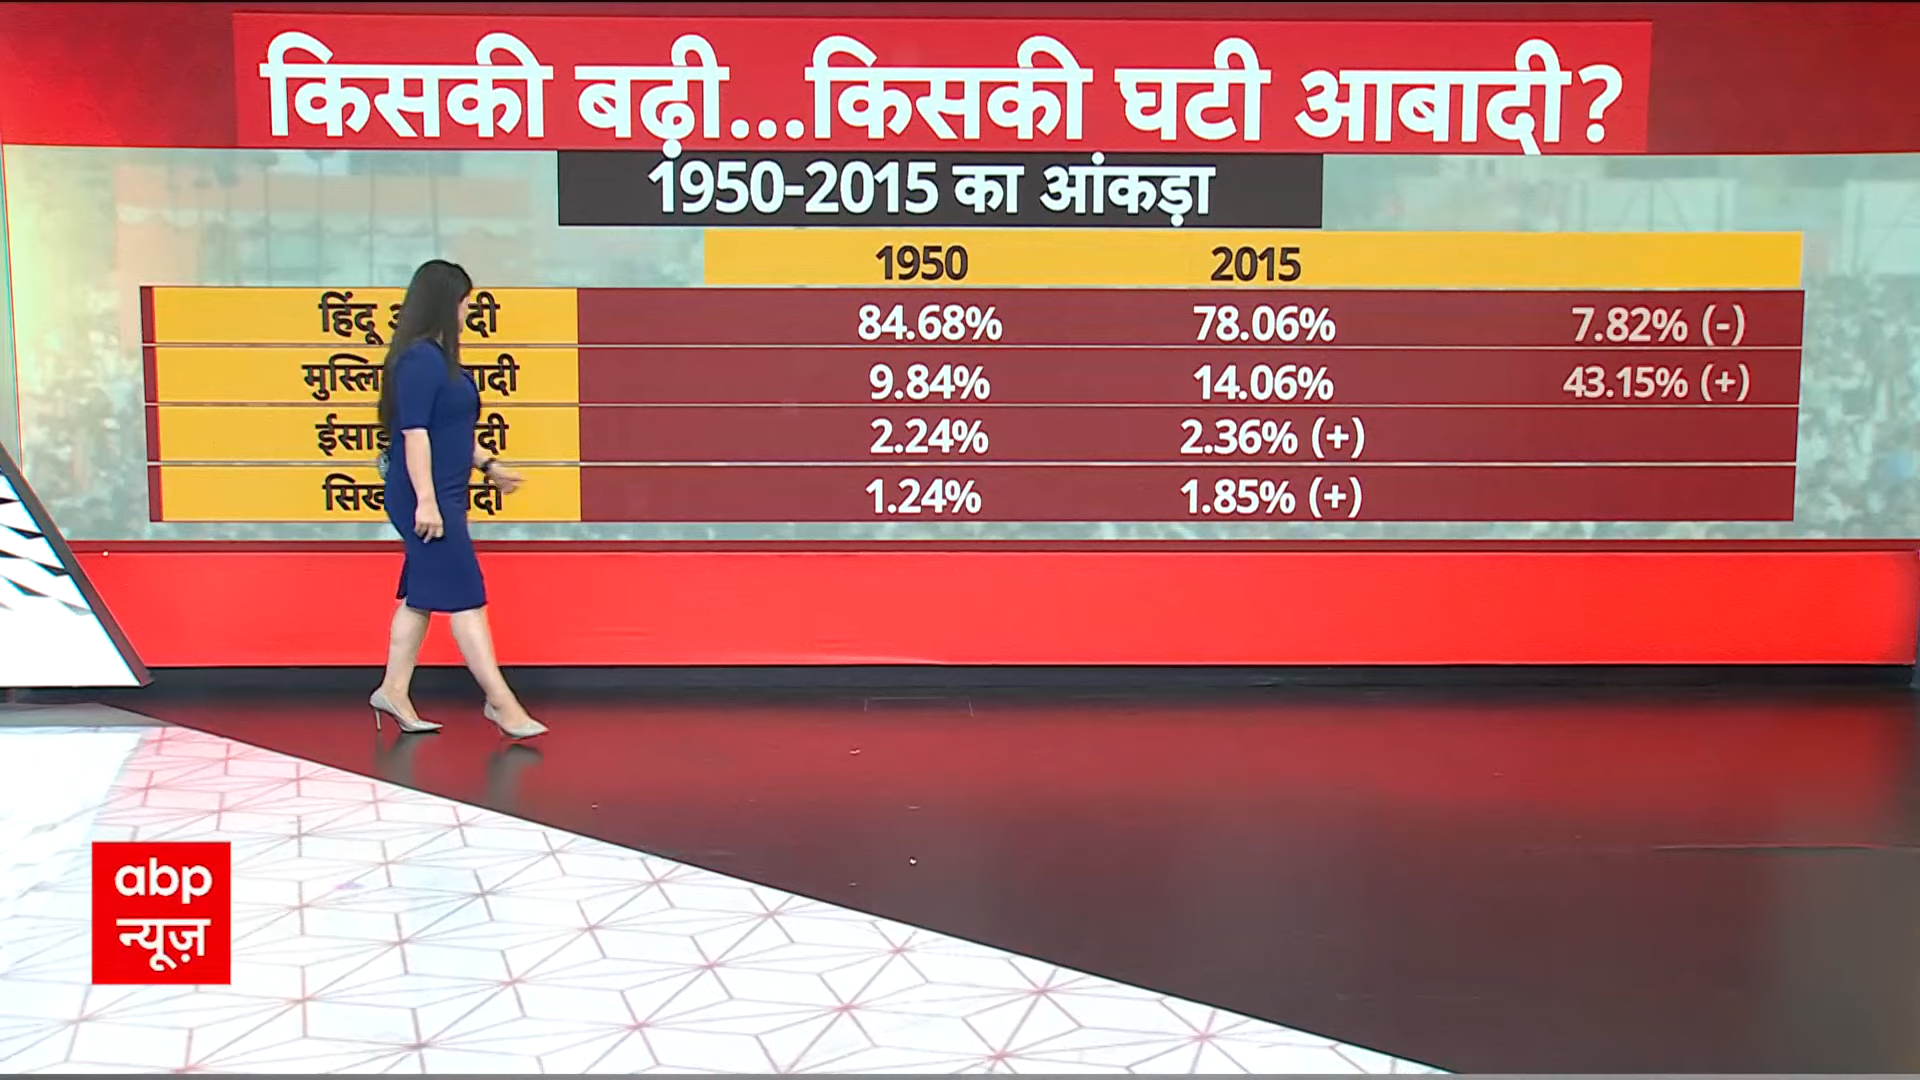 किसकी बढ़ी...किसकी घटी आबादी?
1950-2015 का आंकड़ा
1950 2015
हिंदू 84.68% 78.06% 7.82% (-)
9.84% 14.06% 43.15% (+)
2.24% 2.36% (+)
1.24% 1.85% (+)
abp
न्यूज़